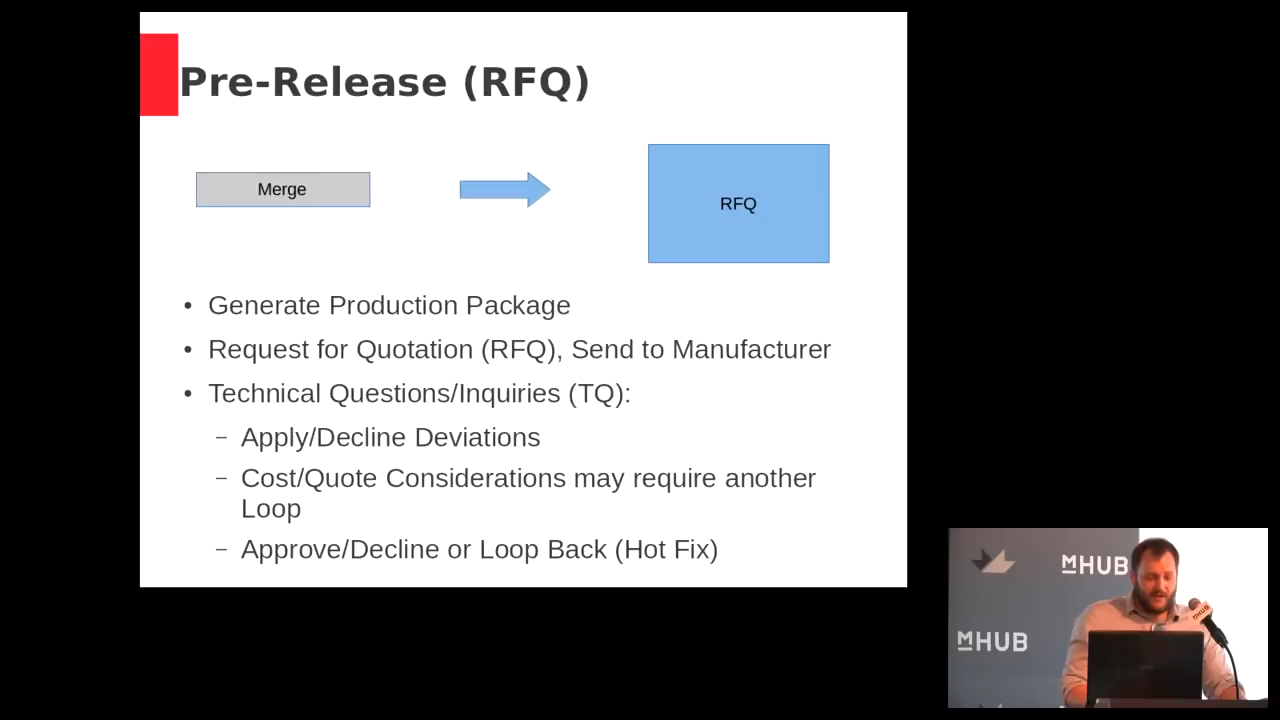 Pre-Release (RFQ)
Merge
RFQ
• Generate Production Package
• Request for Quotation (RFQ), Send to Manufacturer
• Technical Questions/Inquiries (TQ):
– Apply/Decline Deviations
– Cost/Quote Considerations may require another
Loop
– Approve/Decline or Loop Back (Hot Fix)
MHUB
MHUB
MHUB